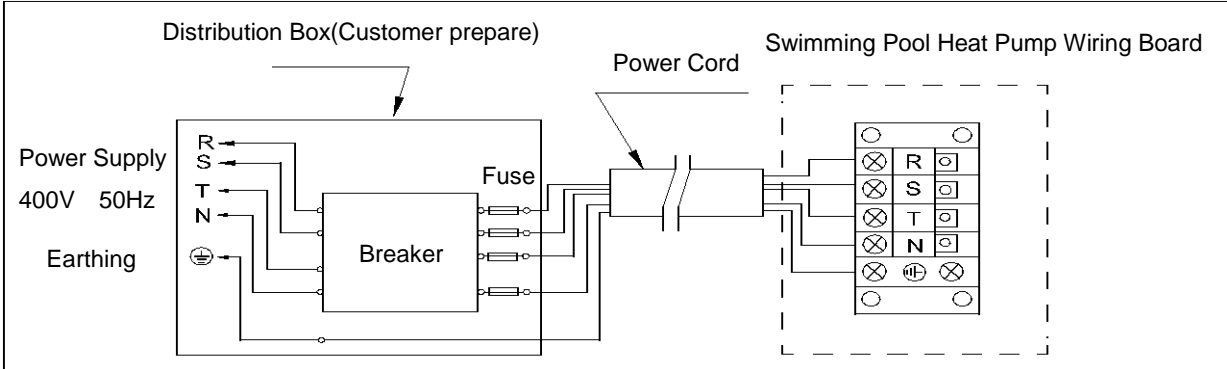 Distribution Box(Customer prepare)
Swimming Pool Heat Pump Wiring Board
Power Cord
Power Supply
400V 50Hz
Earthing
R
S
T
N
Breaker
Fuse
R
S
T
N